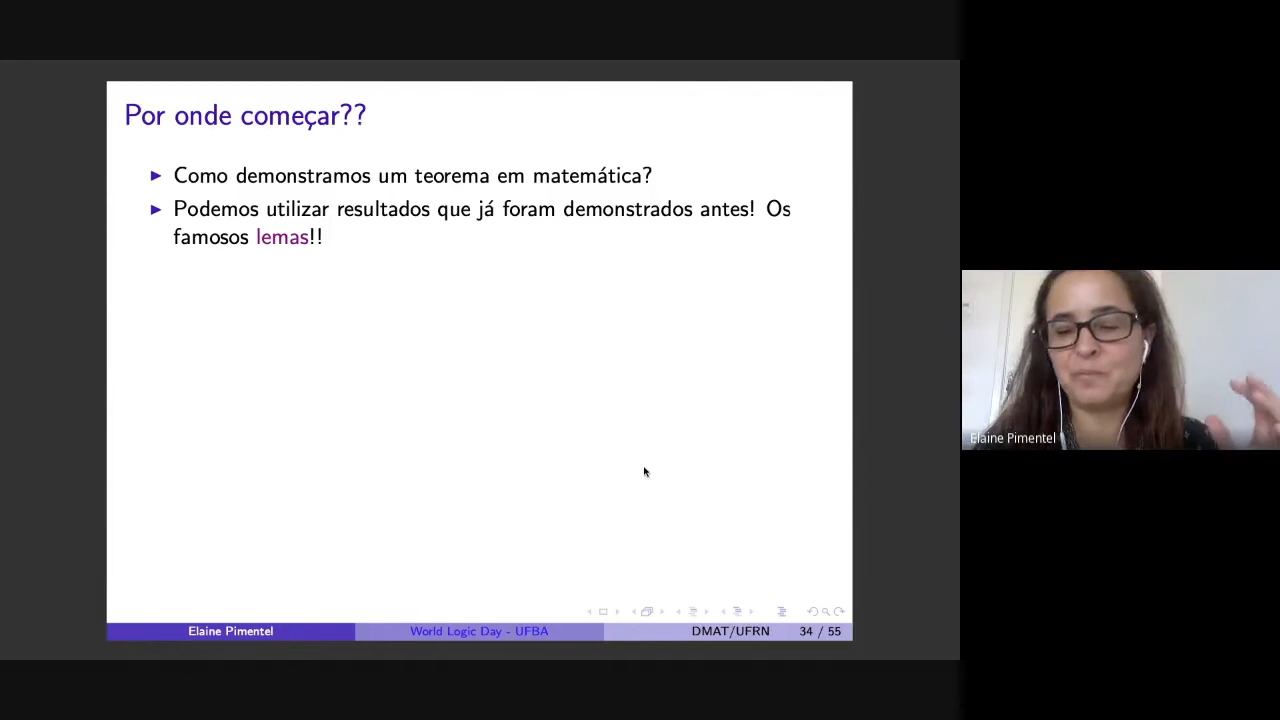 Por onde começar??
Como demonstramos um teorema em matemática?
Podemos utilizar resultados que já foram demonstrados antes! Os
famosos lemas!!
Elaine Pimentel
Elaine Pimentel
World Logic Day - UFBA
DMAT/UFRN
34 / 55